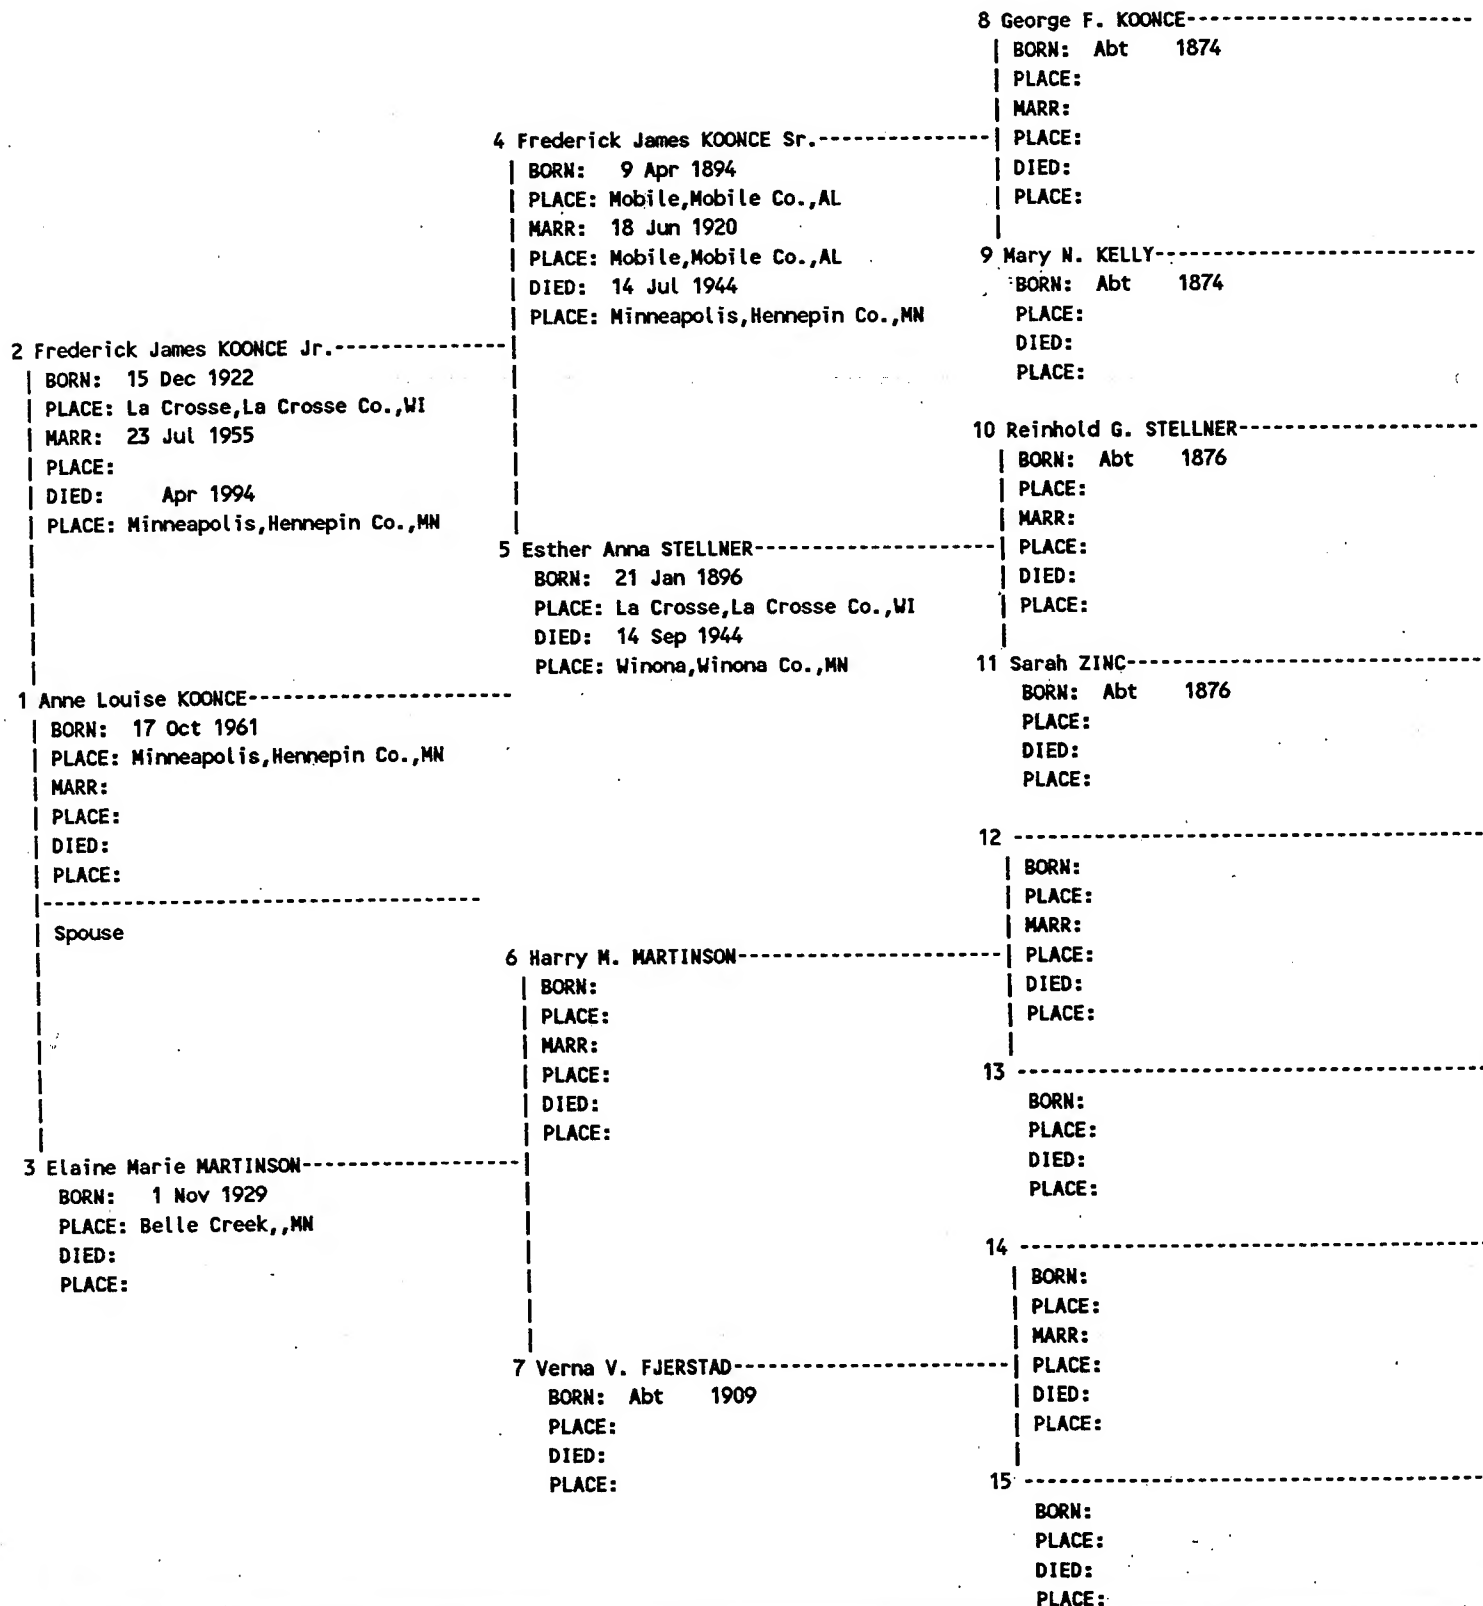 8 George F. KOONCE
BORN: Abt 1874
PLACE:
MARR:
PLACE:
DIED:
PLACE:
4 Frederick James KOONCE Sr.
BORN: 9 Apr 1894
PLACE: Mobile,Mobile Co.,AL
MARR: 18 Jun 1920
PLACE: Mobile,Mobile Co.,AL
DIED: 14 Jul 1944
PLACE: Minneapolis,Hennepin Co.,MN
9 Mary N. KELLY
BORN: Abt 1874
PLACE:
DIED:
PLACE:
2 Frederick James KOONCE Jr.
BORN: 15 Dec 1922
PLACE: La Crosse,La Crosse Co.,WI
MARR: 23 Jul 1955
PLACE:
DIED: Apr 1994
PLACE: Minneapolis,Hennepin Co.,MN
10 Reinhold G. STELLNER
BORN: Abt 1876
PLACE:
MARR:
PLACE:
DIED:
PLACE:
5 Esther Anna STELLNER
BORN: 21 Jan 1896
PLACE: La Crosse,La Crosse Co.,WI
DIED: 14 Sep 1944
PLACE: Winona,Winona Co.,MN
11 Sarah ZINC
BORN: Abt 1876
PLACE:
DIED:
PLACE:
1 Anne Louise KOONCE
BORN: 17 Oct 1961
PLACE: Minneapolis,Hennepin Co.,MN
MARR:
PLACE:
DIED:
PLACE:
Spouse
12
BORN:
PLACE:
MARR:
PLACE:
DIED:
PLACE:
6 Harry M. MARTINSON
BORN:
PLACE:
MARR:
PLACE:
DIED:
PLACE:
13
BORN:
PLACE:
DIED:
PLACE:
3 Elaine Marie MARTINSON
BORN: 1 Nov 1929
PLACE: Belle Creek,,MN
DIED:
PLACE:
14
BORN:
PLACE:
MARR:
PLACE:
DIED:
PLACE:
7 Verna V. FJERSTAD
BORN: Abt 1909
PLACE:
DIED:
PLACE:
15
BORN:
PLACE:
DIED:
PLACE: